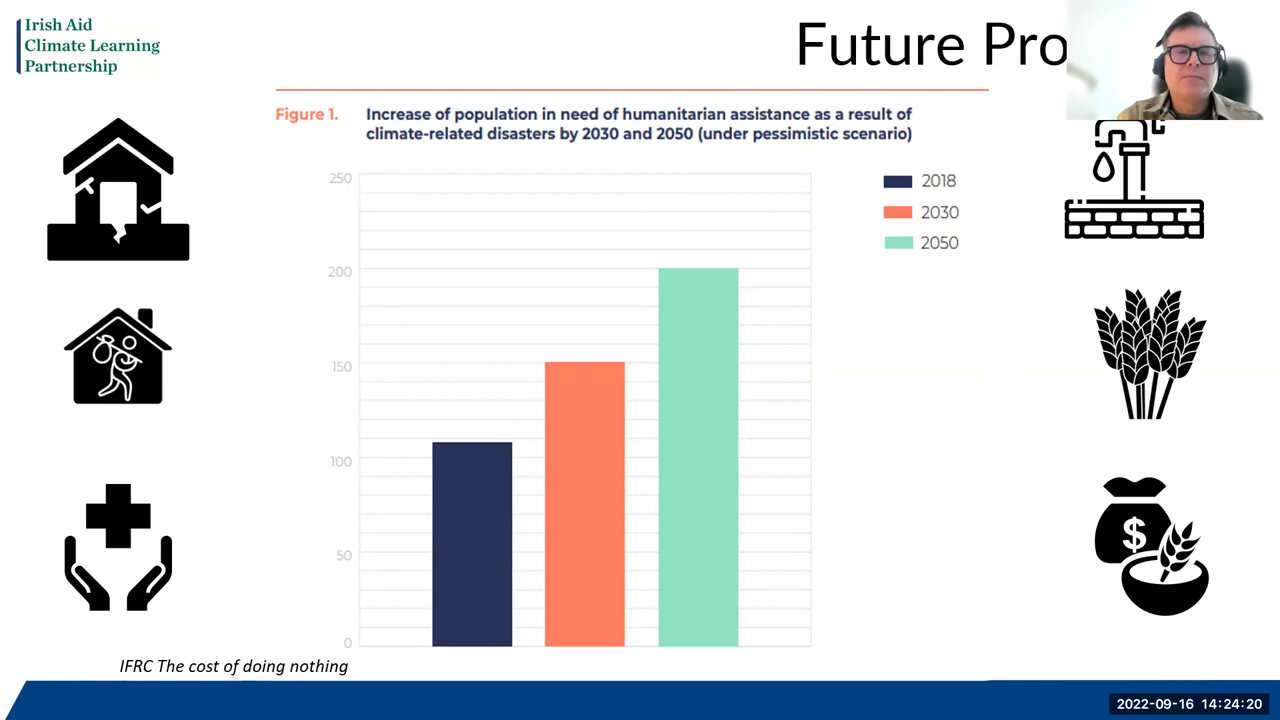 Irish Aid
Climate Learning
Partnership
Future Pro
Figure 1.
Increase of population in need of humanitarian assistance as a result of
climate-related disasters by 2030 and 2050 (under pessimistic scenario)
250
200
150
100
50
0
2018
2030
2050
$
IFRC The cost of doing nothing
2022-09-16 14:24:20